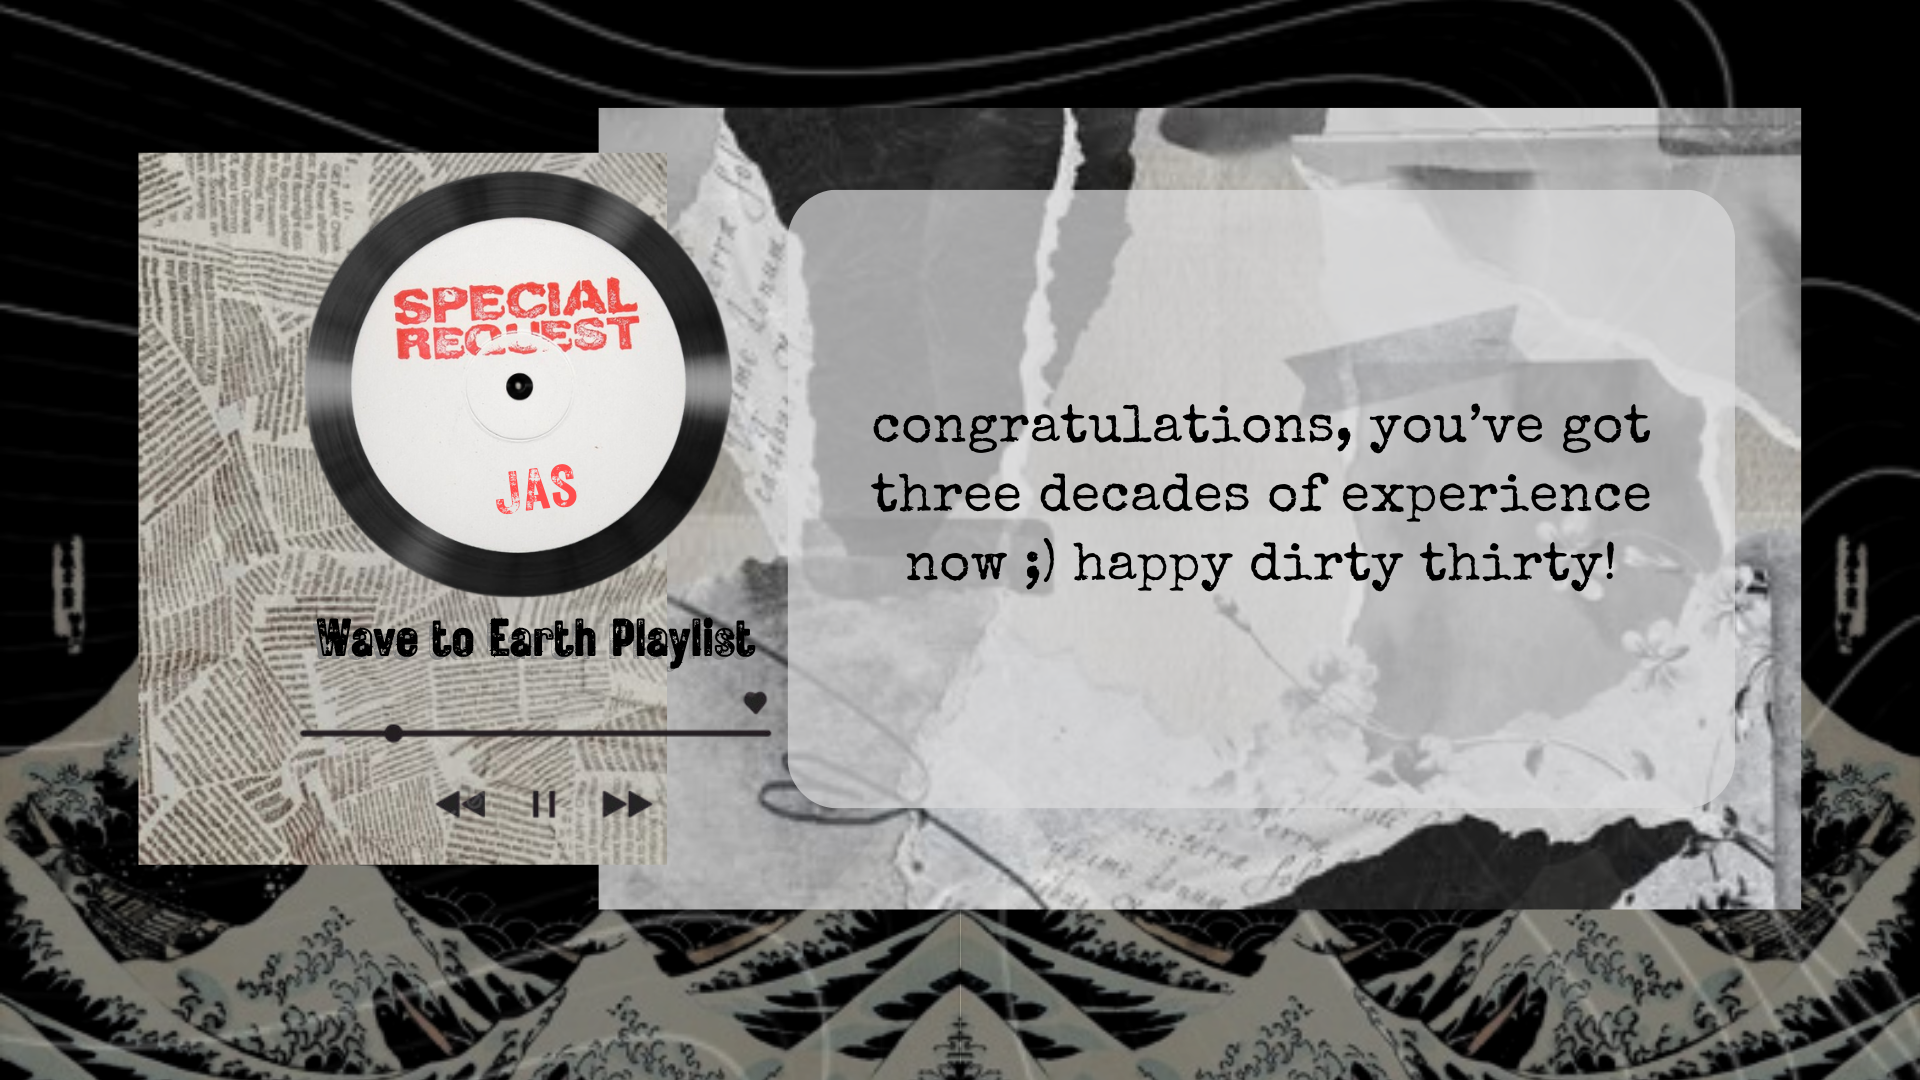 SPECIAL
REQUEST
JAS
Wave to Earth Playlist
congratulations, you’ve got
three decades of experience
now ;) happy dirty thirty!